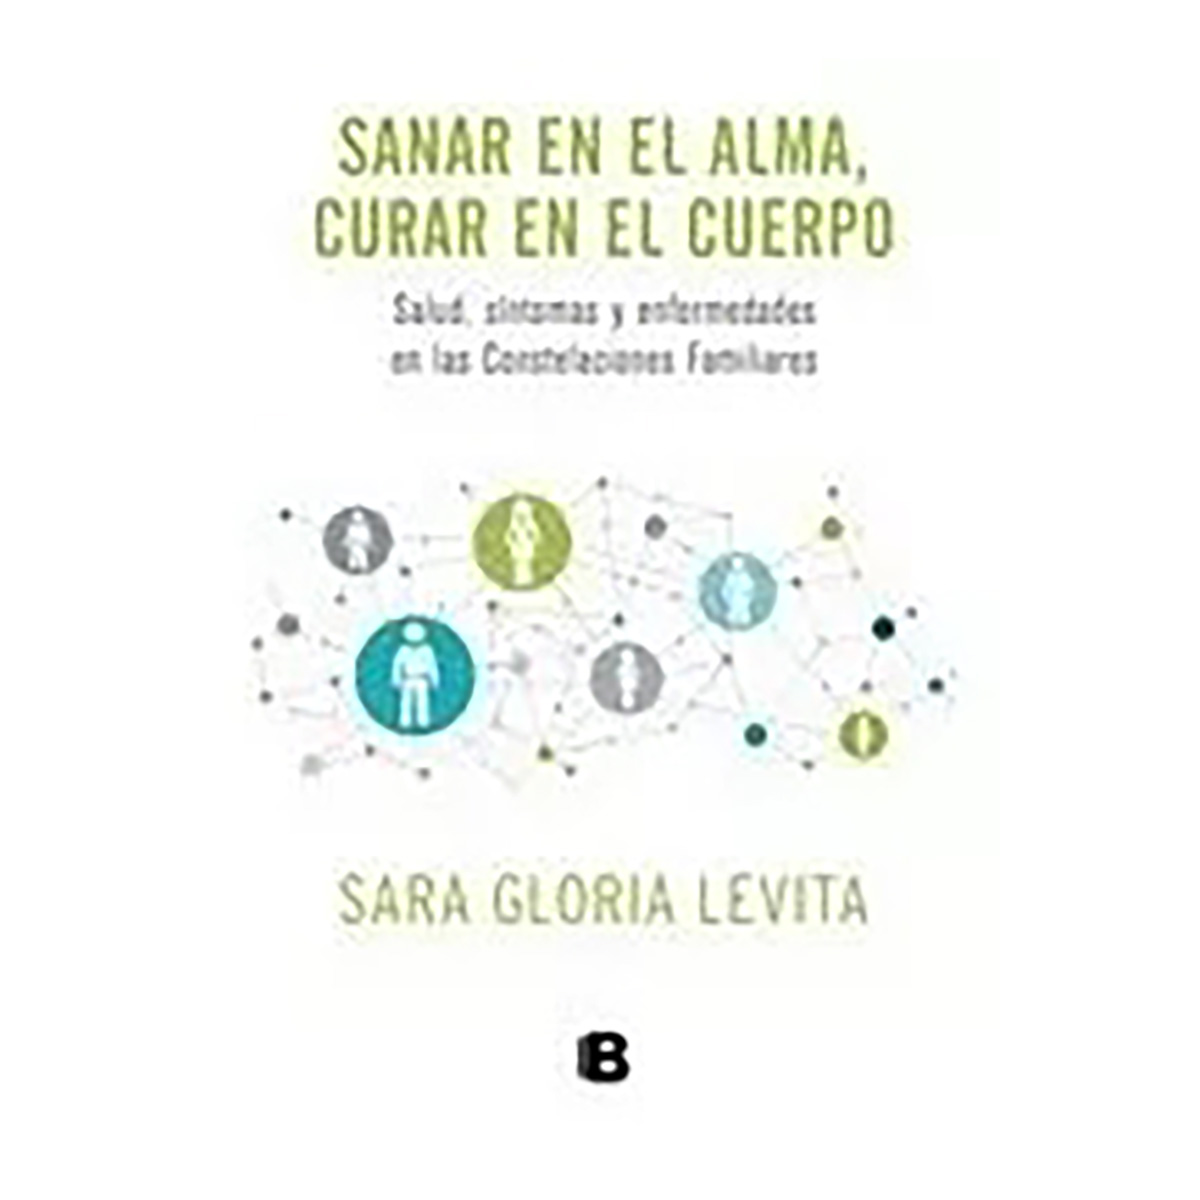 SANAR EN EL ALMA,
CURAR EN EL CUERPO
Salud, síntomas y enfermedades
en las Constelaciones Familiares
SARA GLORIA LEVITA
B